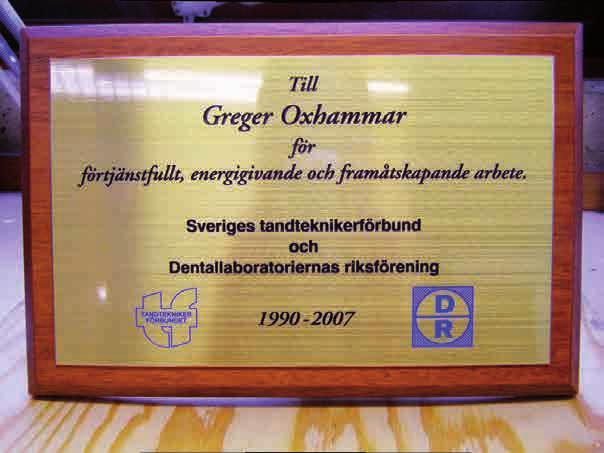 Till
Greger Oxhammar
för
förtjänstfullt, energigivande och framåtskapande arbete.
Sveriges tandteknikerförbund
och
Dentallaboratoriernas riksförening
TANDTEKNIKER
FÖRBUNDET
1990-2007
D
R